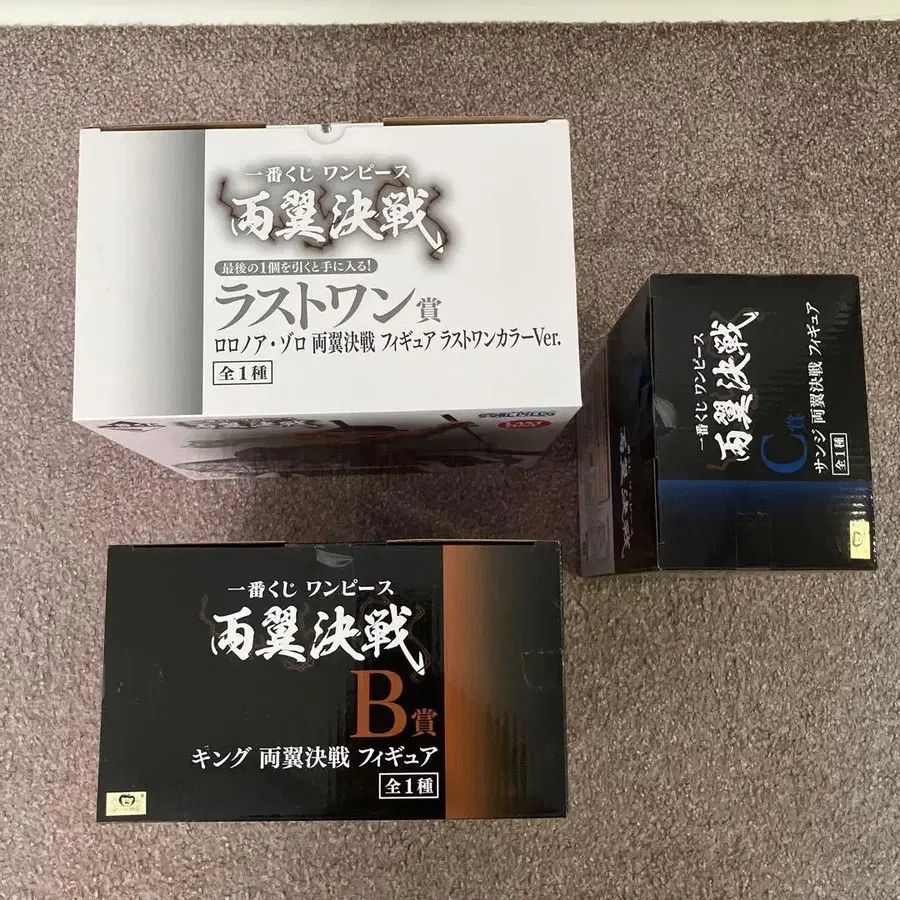 一番くじ ワンピース
両翼決戦
最後の1個を引くと手に入る!
ラストワン賞
ロロノア・ゾロ 両翼決戦 フィギュア ラストワンカラーVer.
全1種
両翼決戦
一番くじ ワンピース
両翼決戦
C賞
サンジ 両翼決戦 フィギュア
全1種
一番くじ ワンピース
両翼決戦
B賞
キング 両翼決戦 フィギュア
全1種